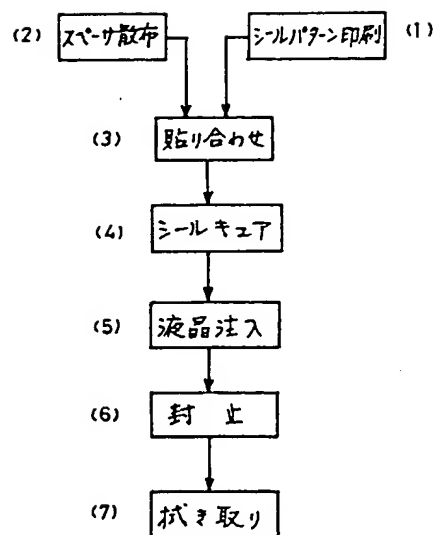 (2) スペーサ散布 シールパターン印刷 (1)
(3) 貼り合わせ
(4) シールキュア
(5) 液晶注入
(6) 封止
(7) 拭き取り